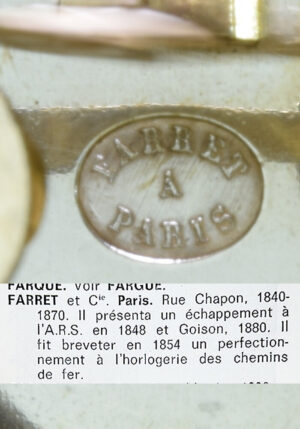 FARRET
À
PARIS
FARQUE. Voir FARGUE.
FARRET et Cie. Paris. Rue Chapon, 1840-
1870. Il présenta un échappement à
l'A.R.S. en 1848 et Goison, 1880. Il
fit breveter en 1854 un perfection-
nement à l'horlogerie des chemins
de fer.